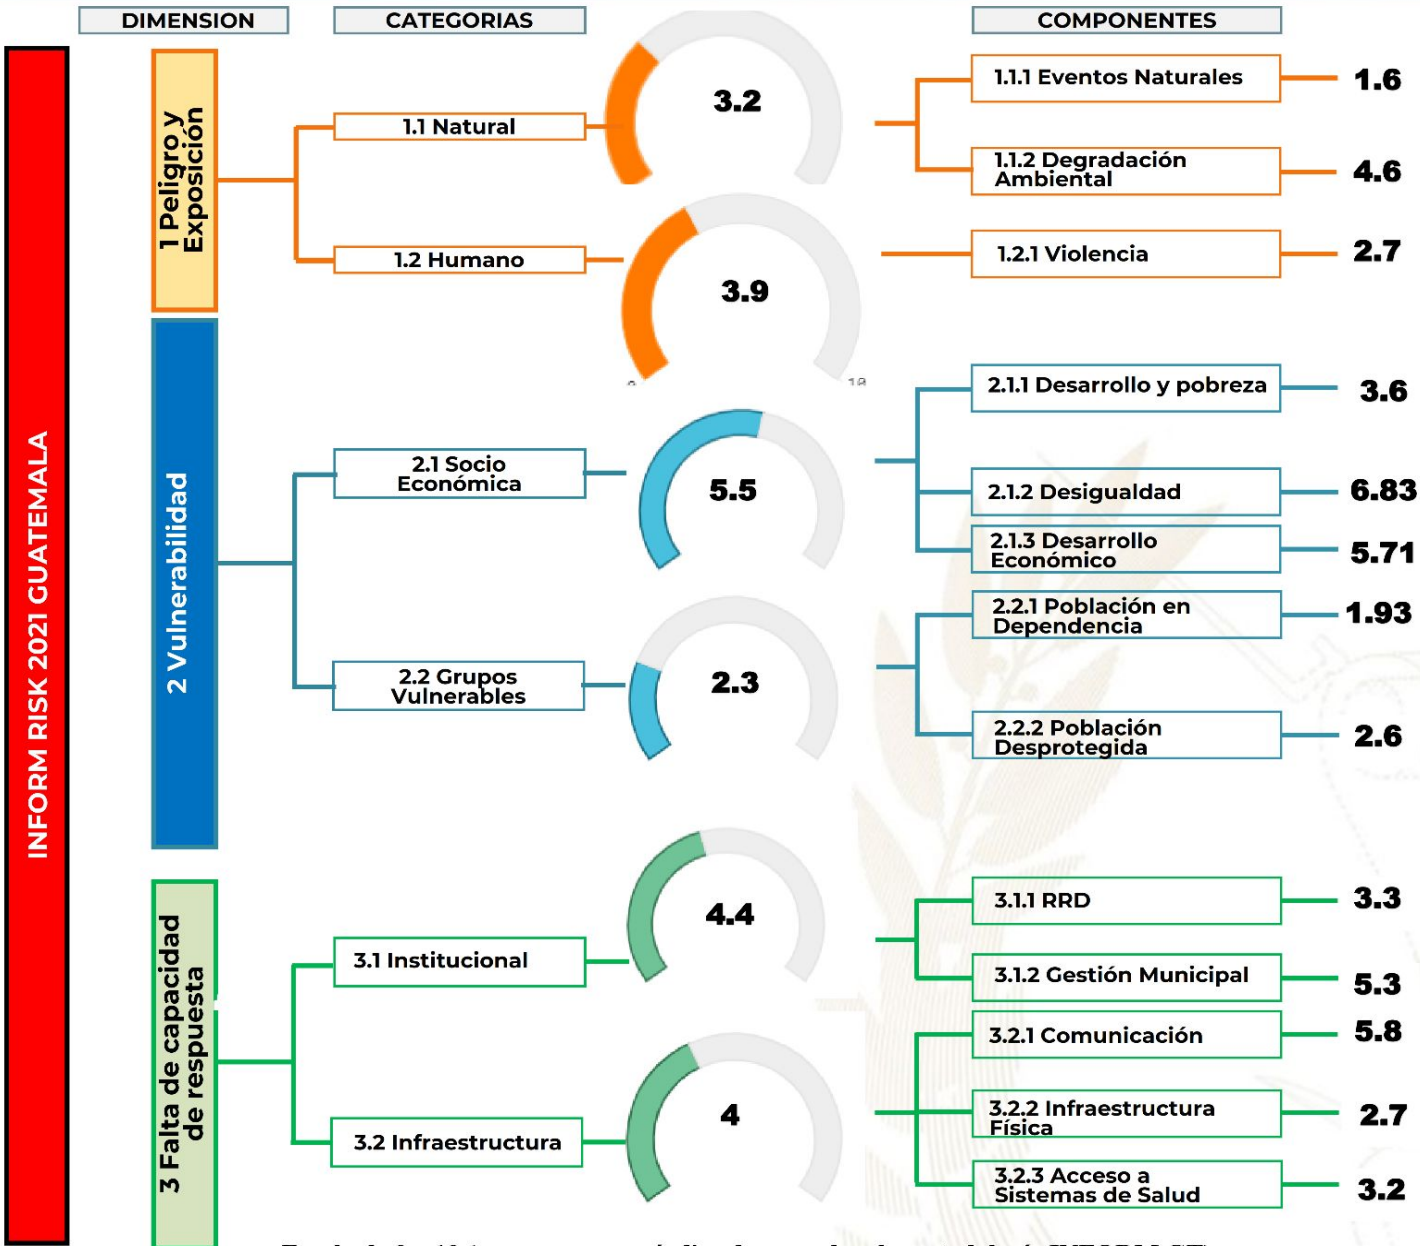 DIMENSION
CATEGORIAS
COMPONENTES
INFORM RISK 2021 GUATEMALA
1 Peligro y
Exposición
1.1 Natural
3.2
1.1.1 Eventos Naturales
1.6
1.1.2 Degradación
Ambiental
4.6
1.2 Humano
3.9
10
1.2.1 Violencia
2.7
2 Vulnerabilidad
2.1 Socio
Económica
5.5
2.1.1 Desarrollo y pobreza
3.6
2.1.2 Desigualdad
6.83
2.1.3 Desarrollo
Económico
5.71
2.2 Grupos
Vulnerables
2.3
2.2.1 Población en
Dependencia
1.93
2.2.2 Población
Desprotegida
2.6
3 Falta de capacidad
de respuesta
3.1 Institucional
4.4
3.1.1 RRD
3.3
3.1.2 Gestión Municipal
5.3
3.2 Infraestructura
4
3.2.1 Comunicación
5.8
3.2.2 Infraestructura
Física
2.7
3.2.3 Acceso a
Sistemas de Salud
3.2